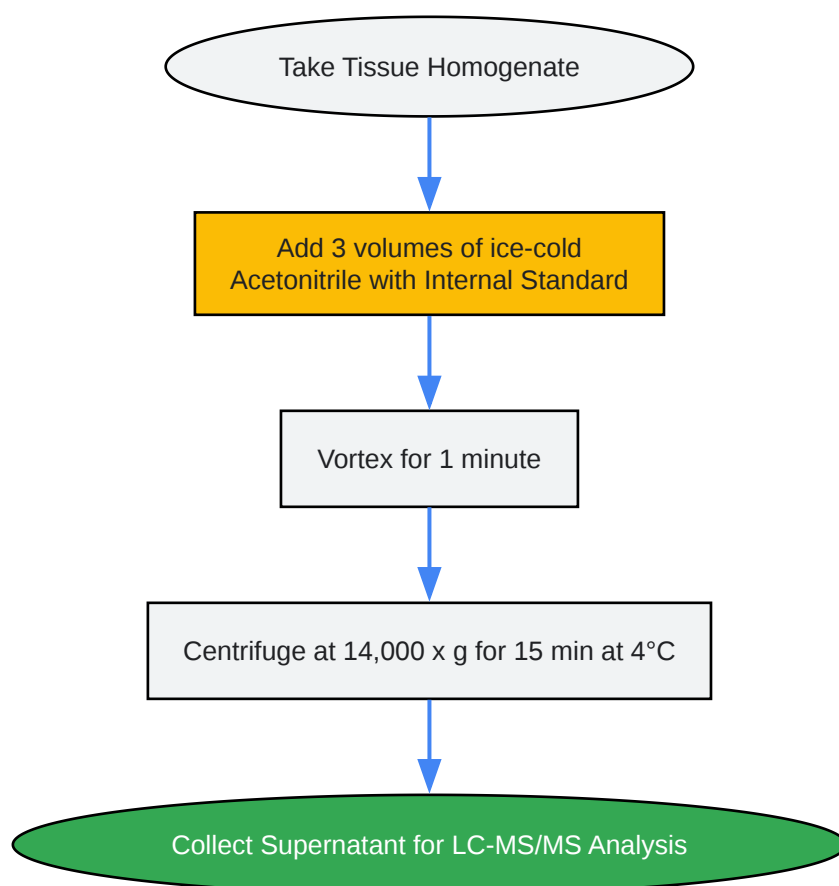 Take Tissue Homogenate
Add 3 volumes of ice-cold
Acetonitrile with Internal Standard
Vortex for 1 minute
Centrifuge at 14,000 x g for 15 min at 4°C
Collect Supernatant for LC-MS/MS Analysis